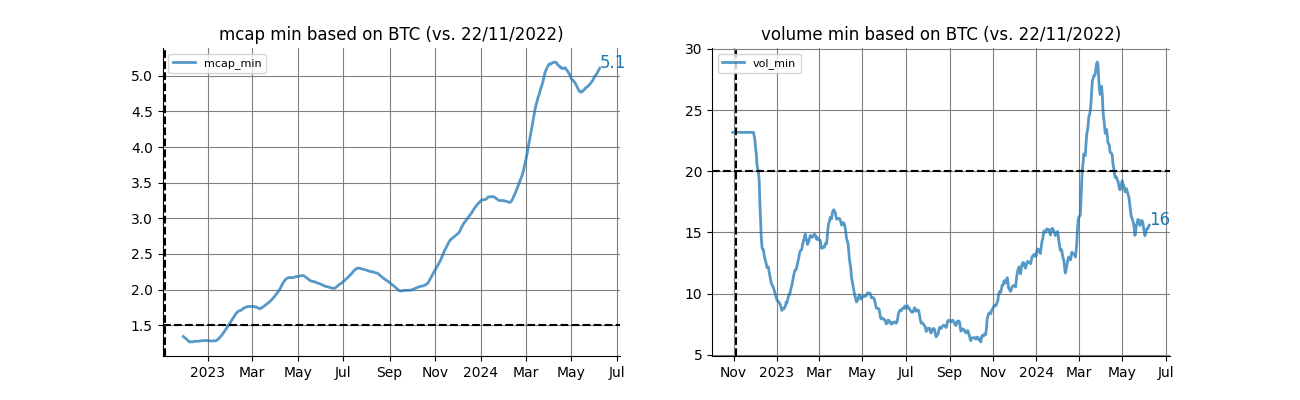 mcap min based on BTC (vs. 22/11/2022)
mcap_min
5.1
5.0
4.5
4.0
3.5
3.0
2.5
2.0
1.5
2023 Mar May Jul Sep Nov 2024 Mar May Jul
volume min based on BTC (vs. 22/11/2022)
vol_min
30
25
20
15
10
5
16
Nov 2023 Mar May Jul Sep Nov 2024 Mar May Jul